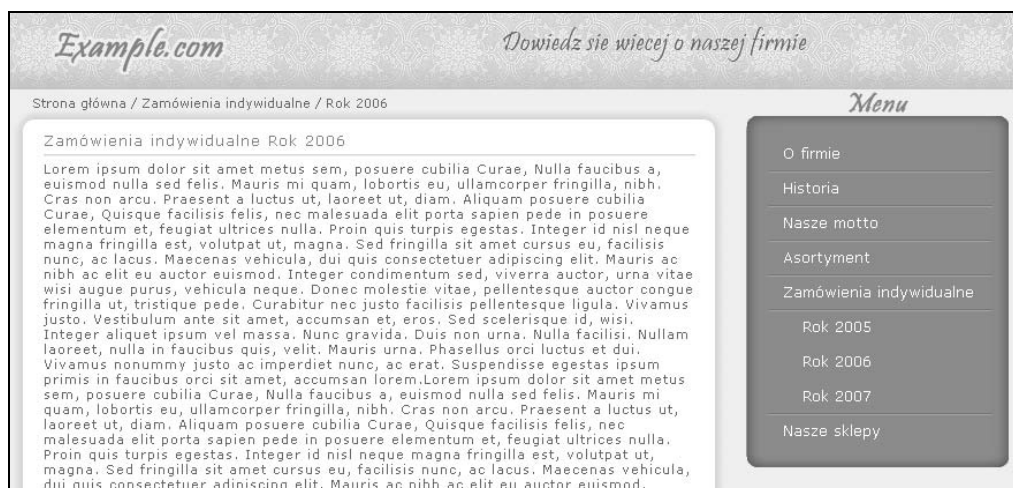 Example.com
Dowiedz sie wiecej o naszej firmie
Strona główna / Zamówienia indywidualne / Rok 2006
Zamówienia indywidualne Rok 2006
Lorem ipsum dolor sit amet metus sem, posuere cubilia Curae, Nulla faucibus a,
euismod nulla sed felis. Mauris mi quam, lobortis eu, ullamcorper fringilla, nibh.
Cras non arcu. Praesent a luctus ut, laoreet ut, diam. Aliquam posuere cubilia
Curae, Quisque facilisis felis, nec malesuada elit porta sapien pede in posuere
elementum et, feugiat ultrices nulla. Proin quis turpis egestas. Integer id nisl neque
magna fringilla est, volutpat ut, magna. Sed fringilla sit amet cursus eu, facilisis
nunc, ac lacus. Maecenas vehicula, dui quis consectetuer adipiscing elit. Mauris ac
nibh ac elit eu auctor euismod. Integer condimentum sed, viverra auctor, urna vitae
wisi augue purus, vehicula neque. Donec molestie vitae, pellentesque auctor congue
fringilla ut, tristique pede. Curabitur nec justo facilisis pellentesque ligula. Vivamus
justo. Vestibulum ante sit amet, accumsan et, eros. Sed scelerisque id, wisi.
Integer aliquet ipsum vel massa. Nunc gravida. Duis non urna. Nulla facilisi. Nullam
laoreet, nulla in faucibus quis, velit. Mauris urna. Phasellus orci luctus et dui.
Vivamus nonummy justo ac imperdiet nunc, ac erat. Suspendisse egestas ipsum
primis in faucibus orci sit amet, accumsan lorem.Lorem ipsum dolor sit amet metus
sem, posuere cubilia Curae, Nulla faucibus a, euismod nulla sed felis. Mauris mi
quam, lobortis eu, ullamcorper fringilla, nibh. Cras non arcu. Praesent a luctus ut,
laoreet ut, diam. Aliquam posuere cubilia Curae, Quisque facilisis felis, nec
malesuada elit porta sapien pede in posuere elementum et, feugiat ultrices nulla.
Proin quis turpis egestas. Integer id nisl neque magna fringilla est, volutpat ut,
magna. Sed fringilla sit amet cursus eu, facilisis nunc, ac lacus. Maecenas vehicula,
dui quis consectetuer adipiscing elit. Mauris ac nibh ac elit eu auctor euismod.
Menu
O firmie
Historia
Nasze motto
Asortyment
Zamówienia indywidualne
Rok 2005
Rok 2006
Rok 2007
Nasze sklepy